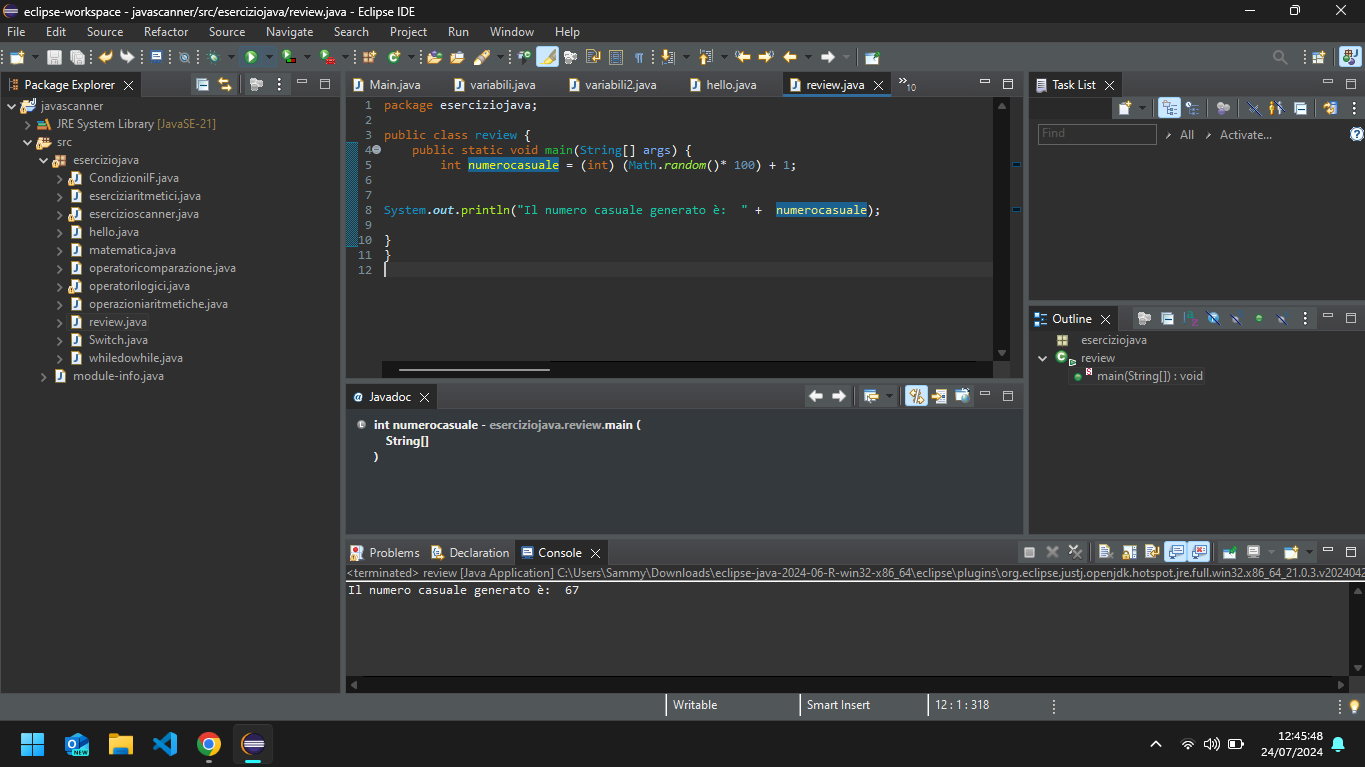 eclipse-workspace - javascanner/src/eserciziojava/review.java - Eclipse IDE
File Edit Source Refactor Source Navigate Search Project Run Window Help
Package Explorer
javascanner
JRE System Library [JavaSE-21]
src
eserciziojava
CondizioniIF.java
eserciziaritmetici.java
esercizioscanner.java
hello.java
matematica.java
operatoricomparazione.java
operatorilogici.java
operazioniaritmetiche.java
review.java
Switch.java
whiledowhile.java
module-info.java
Main.java variabili.java variabili2.java hello.java review.java »10
1 package eserciziojava;
2
3 public class review {
4 public static void main(String[] args) {
5 int numerocasuale = (int) (Math.random()* 100) + 1;
6
7
8 System.out.println("Il numero casuale generato è:  " +  numerocasuale);
9
10 }
11 }
12
Javadoc
int numerocasuale - eserciziojava.review.main (
String[]
)
Problems Declaration Console
<terminated> review [Java Application] C:\Users\Sammy\Downloads\eclipse-java-2024-06-R-win32-x86_64\eclipse\plugins\org.eclipse.justj.openjdk.hotspot.jre.full.win32.x86_64_21.0.3.v2024042
Il numero casuale generato è:  67
Task List
Find All Activate...
Outline
eserciziojava
review
main(String[]) : void
Writable Smart Insert 12 : 1 : 318
NEW
12:45:48
24/07/2024